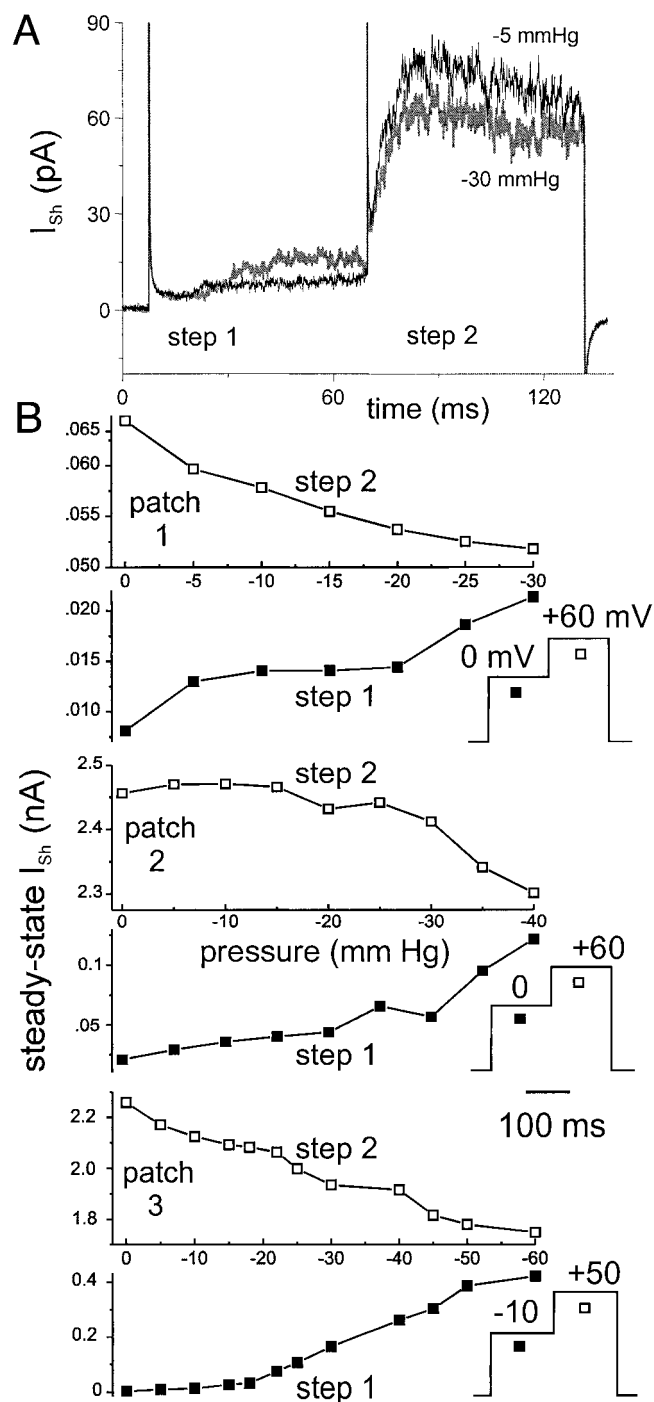 A
90
60
30
0
I_Sh (pA)
-5 mmHg
-30 mmHg
step 1
step 2
0
60
120
time (ms)
B
.065
.060
.055
.050
step 2
patch
1
0 -5 -10 -15 -20 -25 -30
.020
.015
.010
step 1
+60 mV
0 mV
2.5
2.4
2.3
step 2
patch
2
0 -10 -20 -30 -40
pressure (mm Hg)
steady-state I_Sh (nA)
0.1
.05
step 1
+60
0
100 ms
2.2
2.0
1.8
step 2
patch
3
0 -10 -20 -30 -40 -50 -60
0.4
0.2
0
step 1
+50
-10